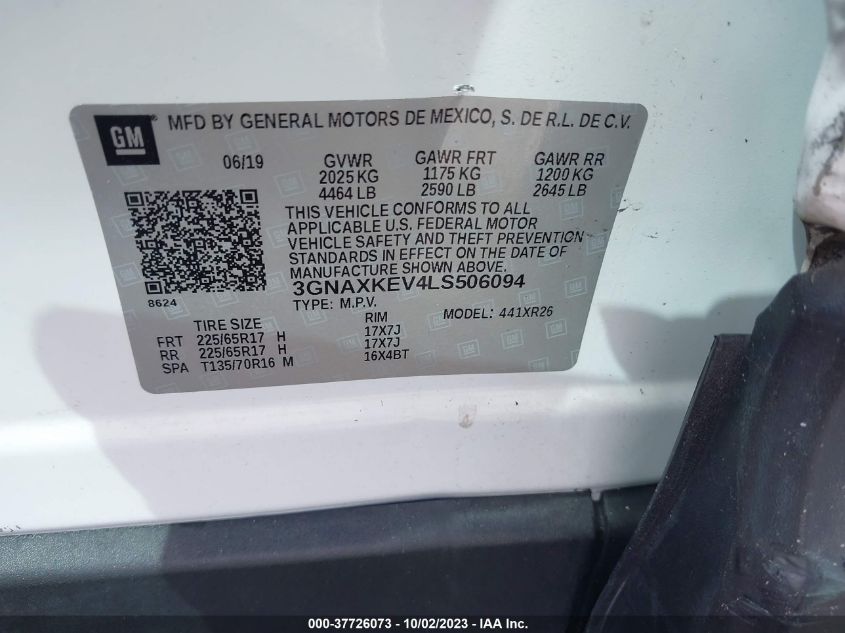 GM
MFD BY GENERAL MOTORS DE MEXICO, S. DE R.L. DE C.V.
06/19 GVWR GAWR FRT GAWR RR
2025 KG 1175 KG 1200 KG
4464 LB 2590 LB 2645 LB
THIS VEHICLE CONFORMS TO ALL
APPLICABLE U.S. FEDERAL MOTOR
VEHICLE SAFETY AND THEFT PREVENTION
STANDARDS IN EFFECT ON THE DATE OF
MANUFACTURE SHOWN ABOVE.
3GNAXKEV4LS506094
8624
TYPE: M.P.V. MODEL: 441XR26
TIRE SIZE RIM
FRT 225/65R17 H 17X7J
RR 225/65R17 H 17X7J
SPA T135/70R16 M 16X4BT
000-37726073 - 10/02/2023 - IAA Inc.